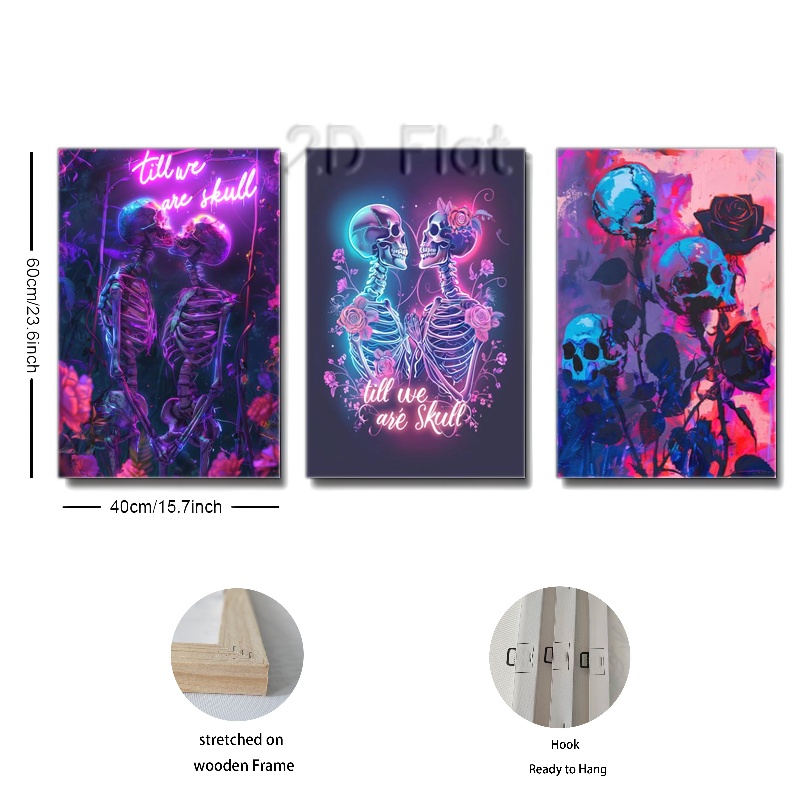 2D Flat
till we
are skull
till we
aré skull
60cm/23.6inch
40cm/15.7inch
stretched on
wooden Frame
Hook
Ready to Hang